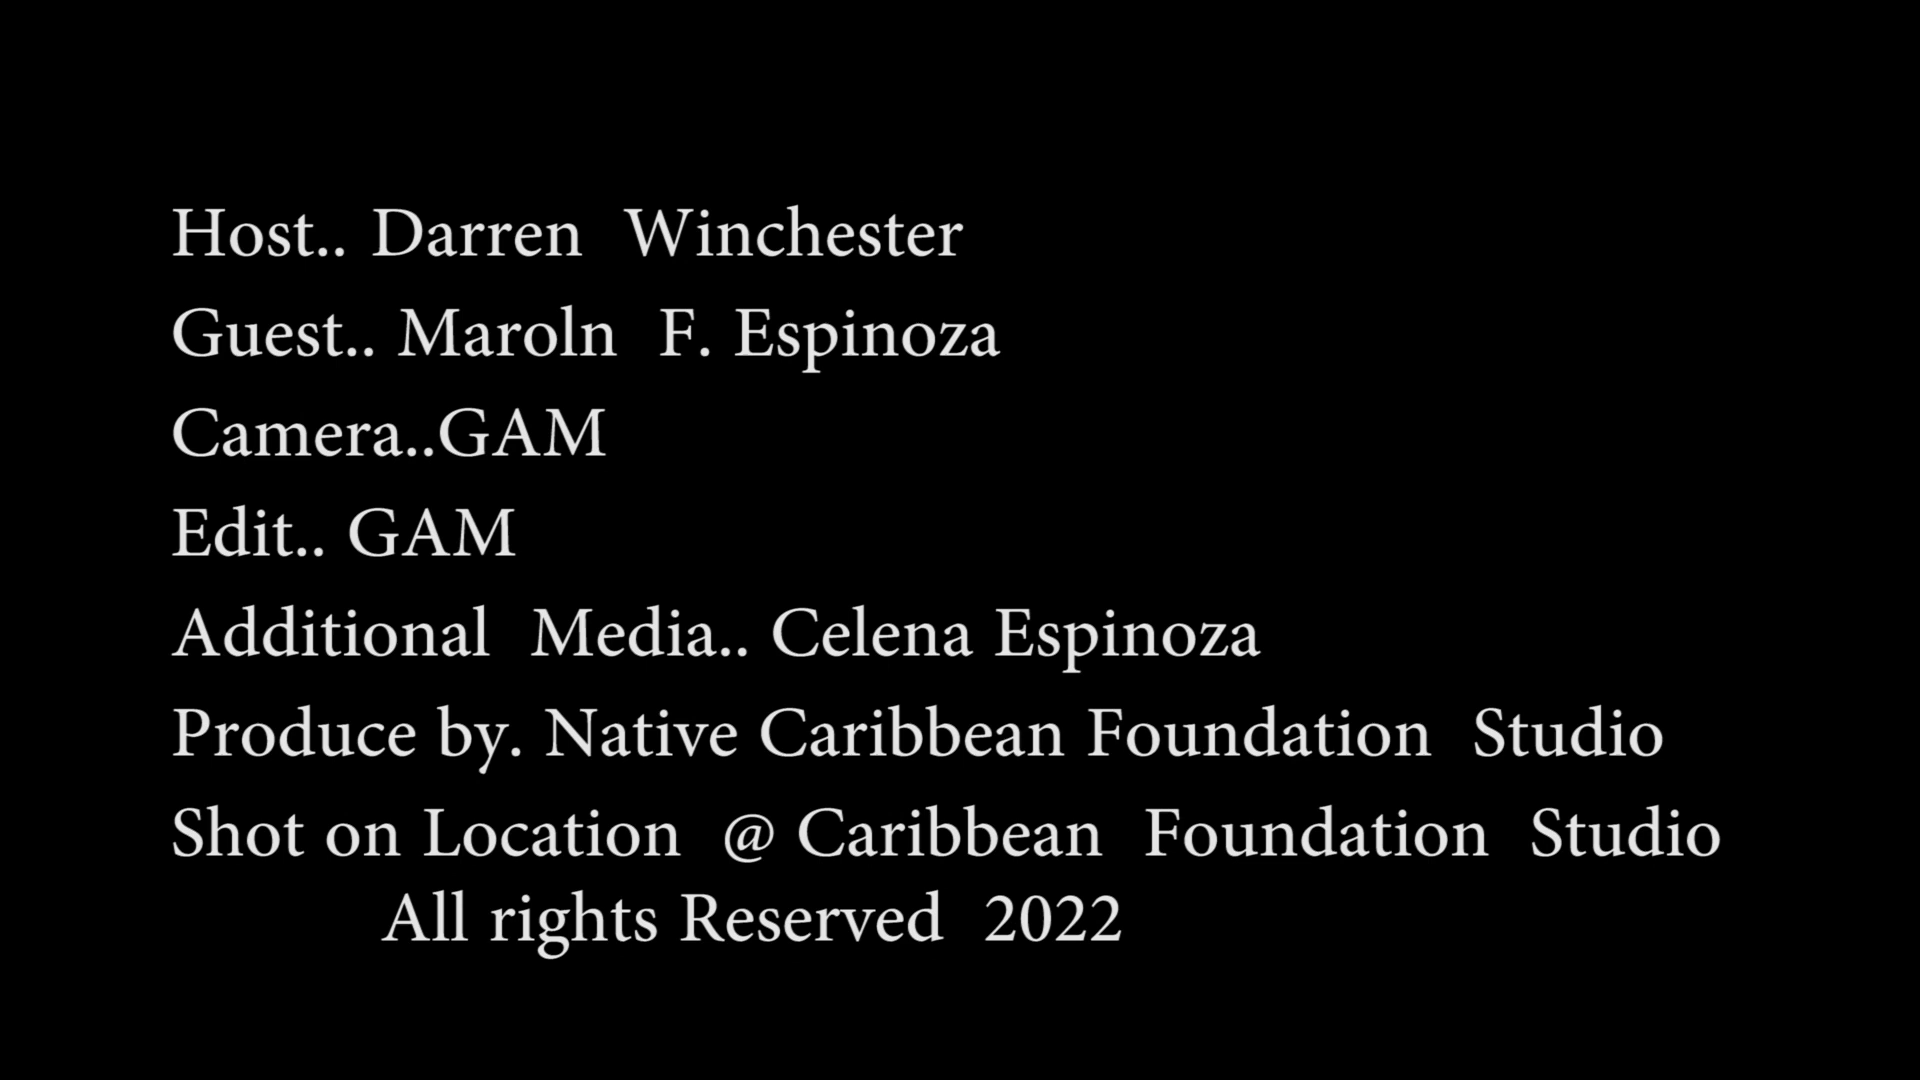 Host.. Darren  Winchester
Guest.. Maroln  F. Espinoza
Camera..GAM
Edit.. GAM
Additional  Media.. Celena Espinoza
Produce by. Native Caribbean Foundation  Studio
Shot on Location  @ Caribbean  Foundation  Studio
All rights Reserved  2022